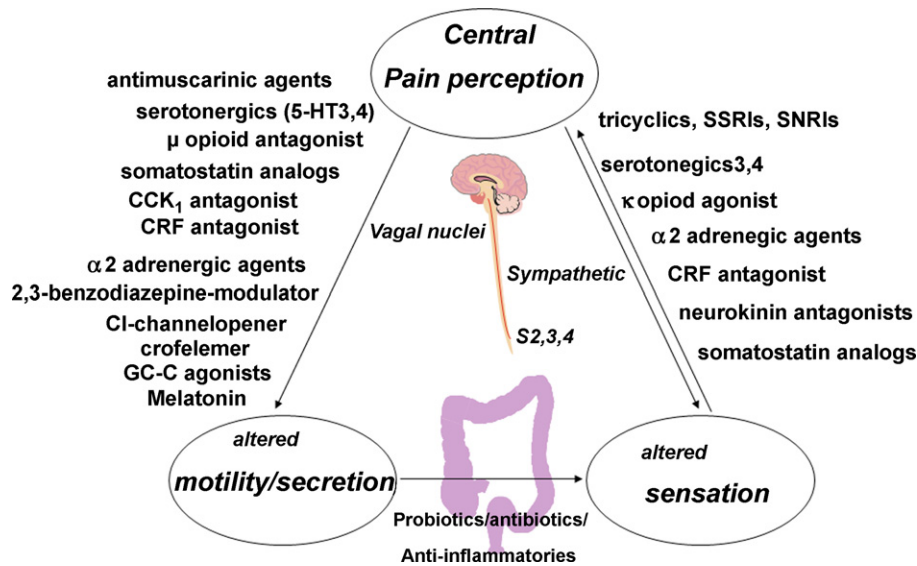 Central
Pain perception
antimuscarinic agents
serotonergics (5-HT3,4)
μ opioid antagonist
somatostatin analogs
CCK₁ antagonist
CRF antagonist
α2 adrenergic agents
2,3-benzodiazepine-modulator
Cl-channelopener
crofelemer
GC-C agonists
Melatonin
tricyclics, SSRIs, SNRIs
serotonegics3,4
κ opiod agonist
α2 adrenegic agents
CRF antagonist
neurokinin antagonists
somatostatin analogs
Vagal nuclei
Sympathetic
S2,3,4
altered
motility/secretion
altered
sensation
Probiotics/antibiotics/
Anti-inflammatories